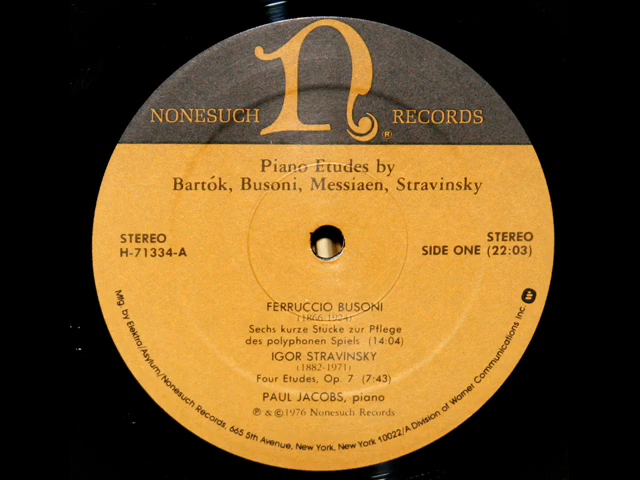 n
NONESUCH RECORDS
®
Piano Etudes by
Bartók, Busoni, Messiaen, Stravinsky
STEREO
H-71334-A
STEREO
SIDE ONE (22:03)
FERRUCCIO BUSONI
(1866-1924)
Sechs kurze Stücke zur Pflege
des polyphonen Spiels (14:04)
IGOR STRAVINSKY
(1882-1971)
Four Etudes, Op. 7 (7:43)
PAUL JACOBS, piano
℗ & ©1976 Nonesuch Records
Mfg. by Elektra/Asylum/Nonesuch Records, 665 5th Avenue, New York, New York 10022/A Division of Warner Communications Inc